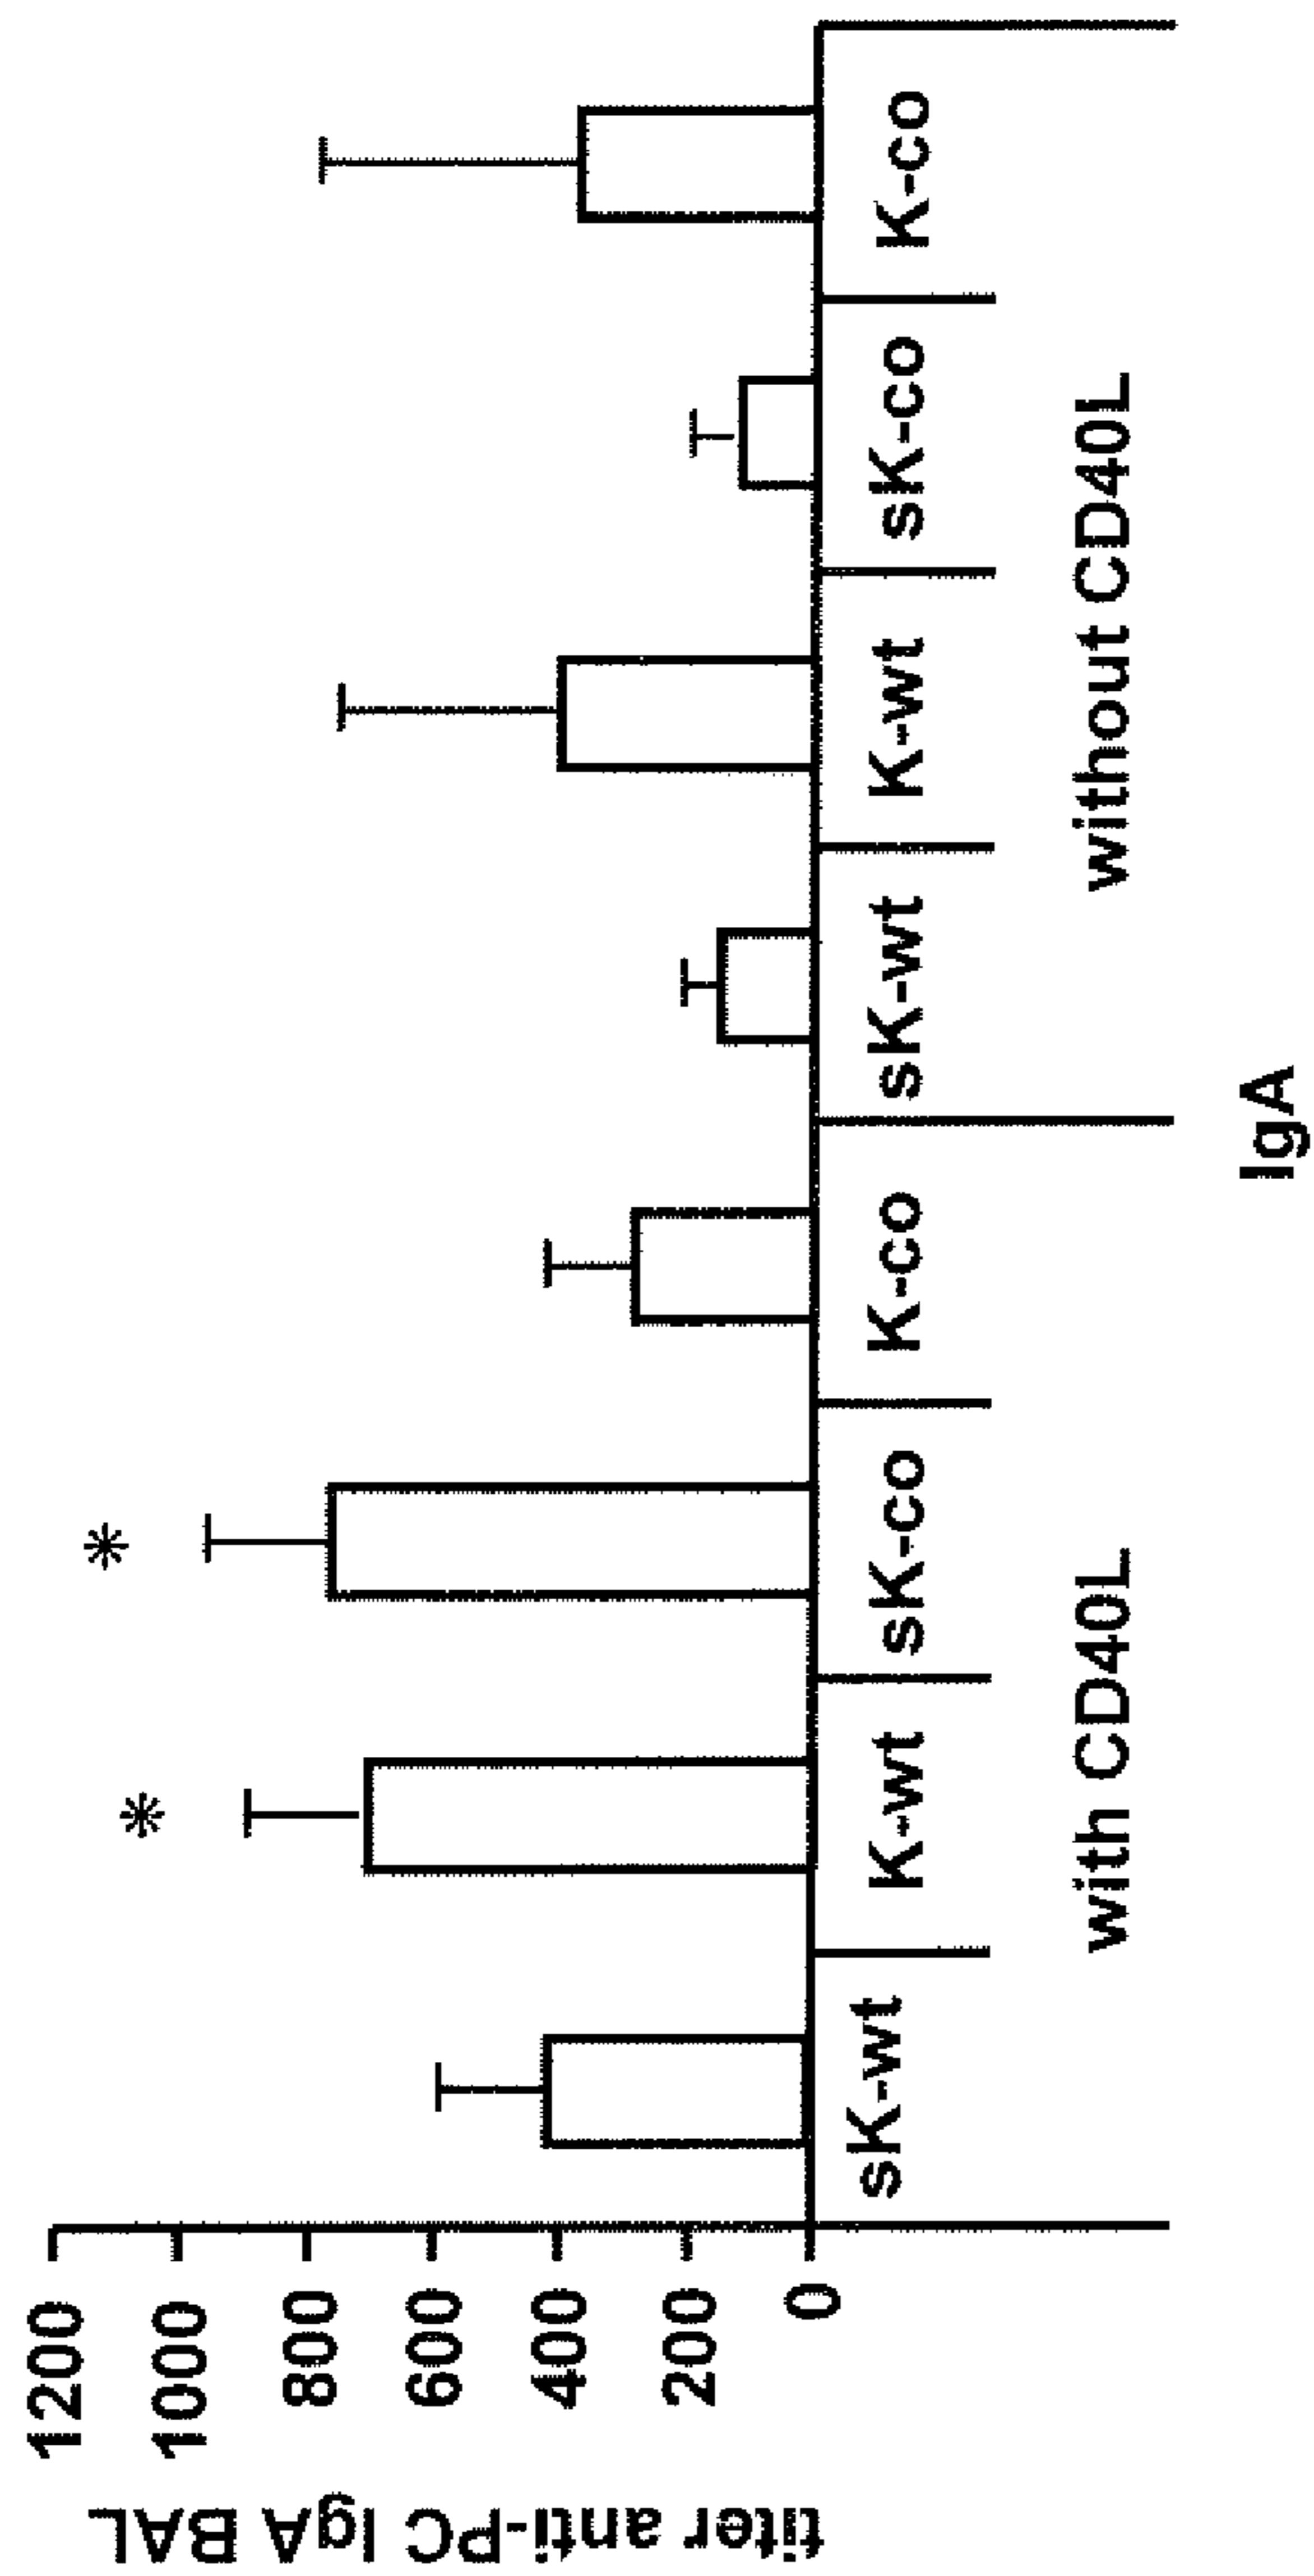 titer anti-PC IgA BAL
1200
1000
800
600
400
200
0
*
*
sK-wt
K-wt
sK-co
K-co
sK-wt
K-wt
sK-co
K-co
with CD40L
without CD40L
IgA